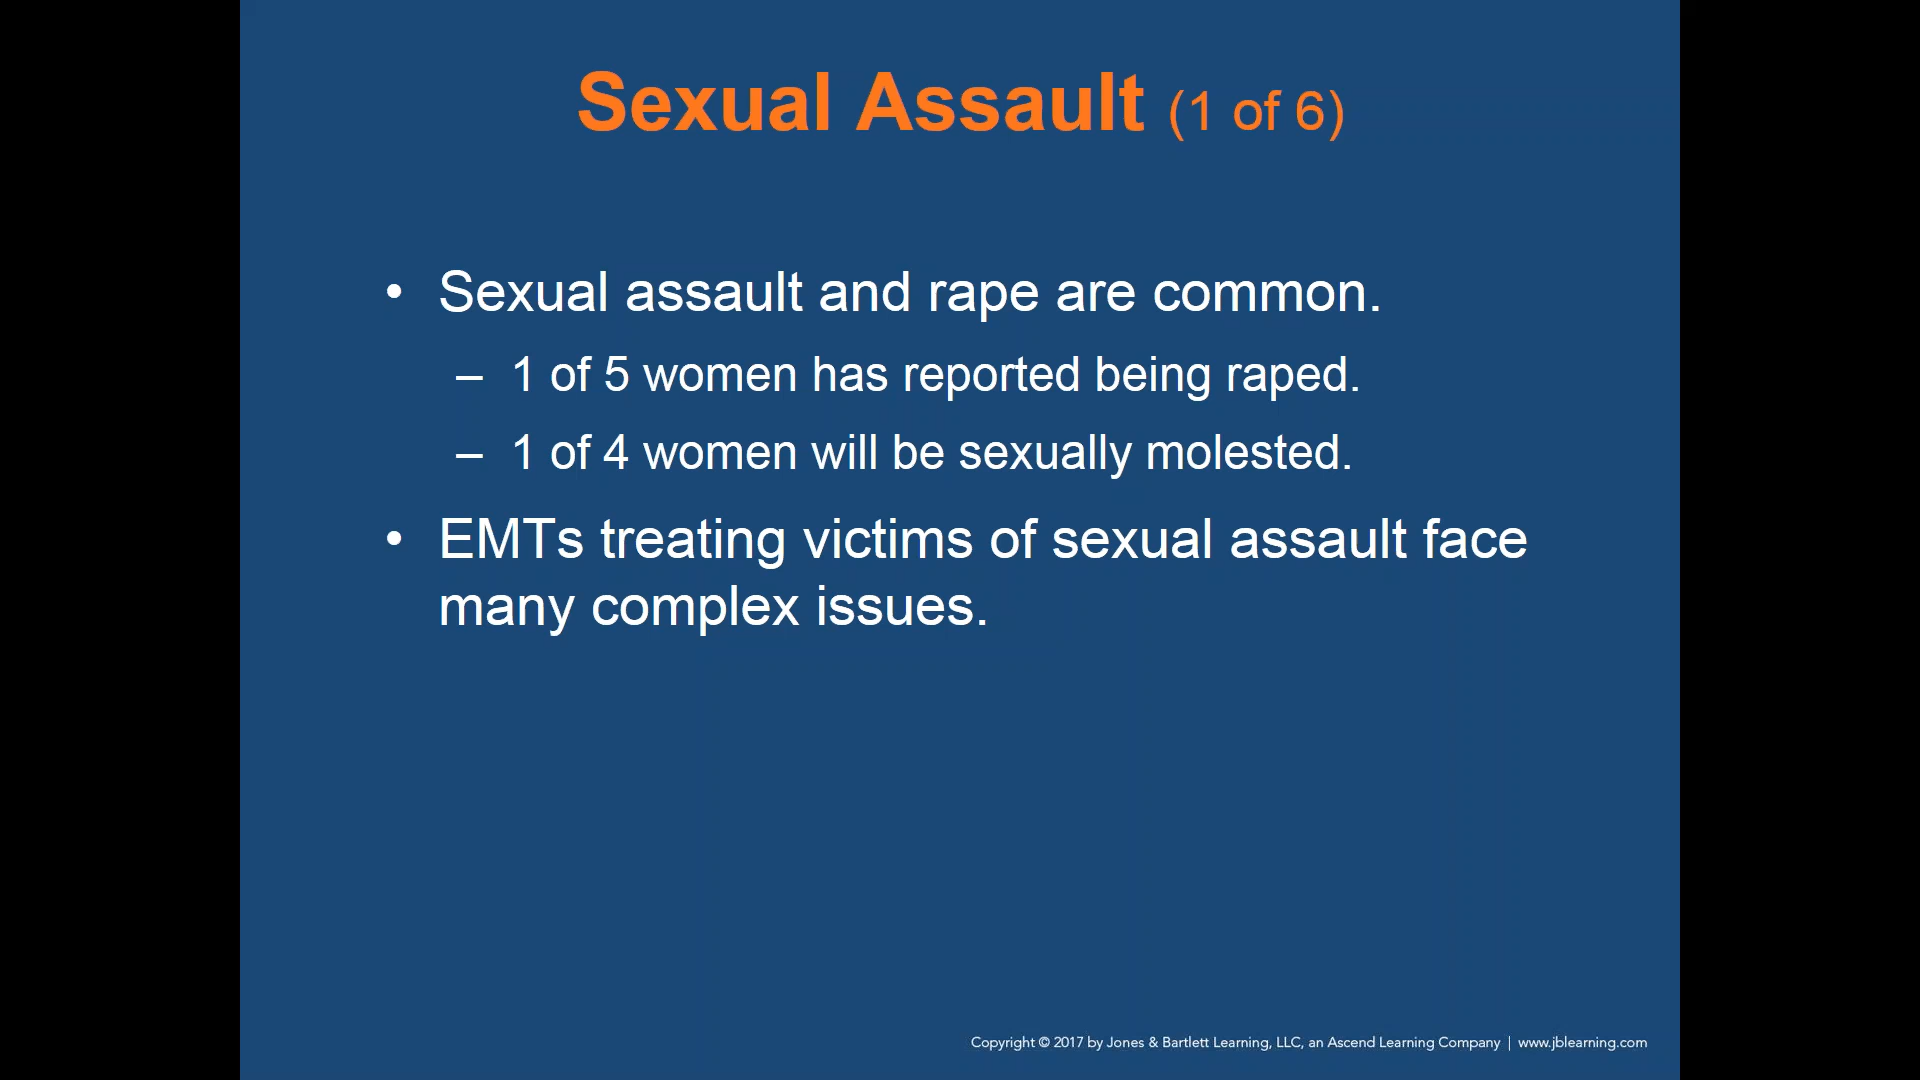 Sexual Assault (1 of 6)
• Sexual assault and rape are common.
– 1 of 5 women has reported being raped.
– 1 of 4 women will be sexually molested.
• EMTs treating victims of sexual assault face
many complex issues.
Copyright © 2017 by Jones & Bartlett Learning, LLC, an Ascend Learning Company | www.jblearning.com